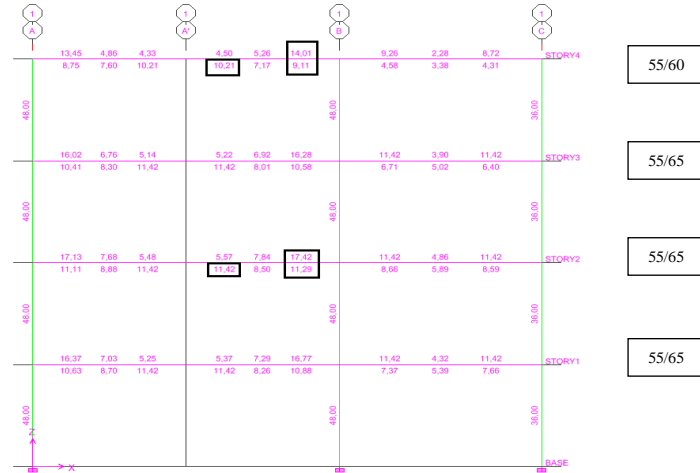 1 1 1 1
A A' B C
13,45 4,86 4,33 4,50 5,26 14,01 9,26 2,28 8,72 STORY4
8,75 7,60 10,21 10,21 7,17 9,11 4,58 3,38 4,31
55/60
48,00 48,00 36,00
16,02 6,76 5,14 5,22 6,92 16,28 11,42 3,90 11,42 STORY3
10,41 8,30 11,42 11,42 8,01 10,58 6,71 5,02 6,40
55/65
48,00 48,00 36,00
17,13 7,68 5,48 5,57 7,84 17,42 11,42 4,86 11,42 STORY2
11,11 8,88 11,42 11,42 8,50 11,29 8,66 5,89 8,59
55/65
48,00 48,00 36,00
16,37 7,03 5,25 5,37 7,29 16,77 11,42 4,32 11,42 STORY1
10,63 8,70 11,42 11,42 8,26 10,88 7,37 5,39 7,66
55/65
48,00 48,00 36,00
Z
X
BASE